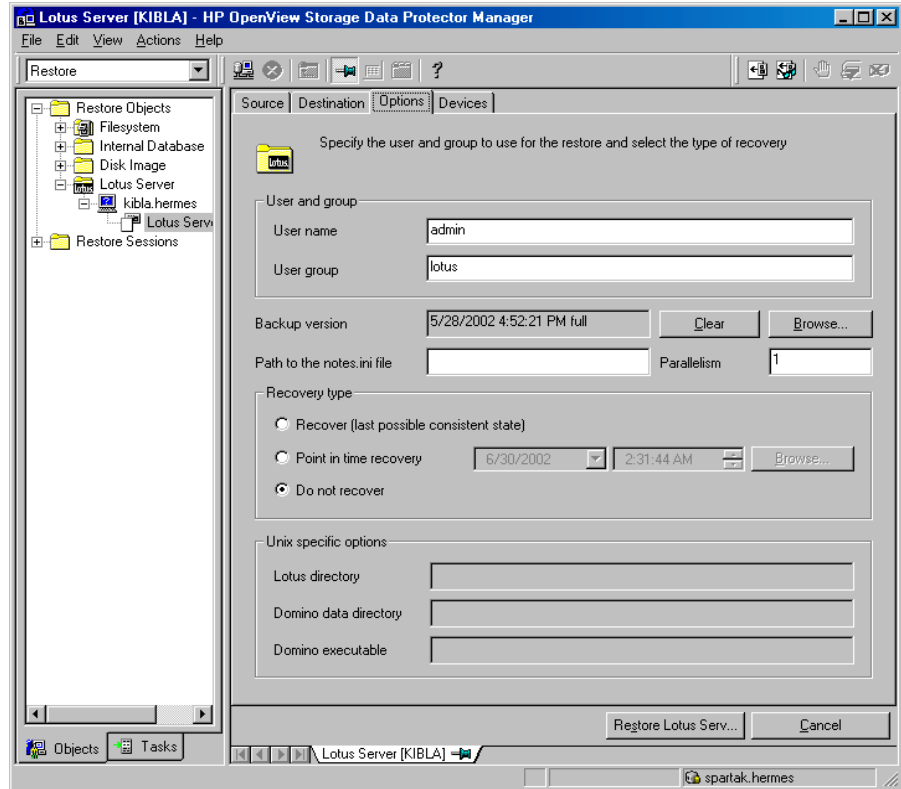 Lotus Server [KIBLA] - HP OpenView Storage Data Protector Manager
File Edit View Actions Help
Restore
Source Destination Options Devices
Restore Objects
Filesystem
Internal Database
Disk Image
Lotus Server
kibla.hermes
Lotus Serv
Restore Sessions
Lotus
Specify the user and group to use for the restore and select the type of recovery
User and group
User name admin
User group lotus
Backup version 5/28/2002 4:52:21 PM full Clear Browse...
Path to the notes.ini file Parallelism 1
Recovery type
Recover (last possible consistent state)
Point in time recovery 6/30/2002 2:31:44 AM Browse...
Do not recover
Unix specific options
Lotus directory
Domino data directory
Domino executable
Restore Lotus Serv... Cancel
Objects Tasks
Lotus Server [KIBLA]
spartak.hermes